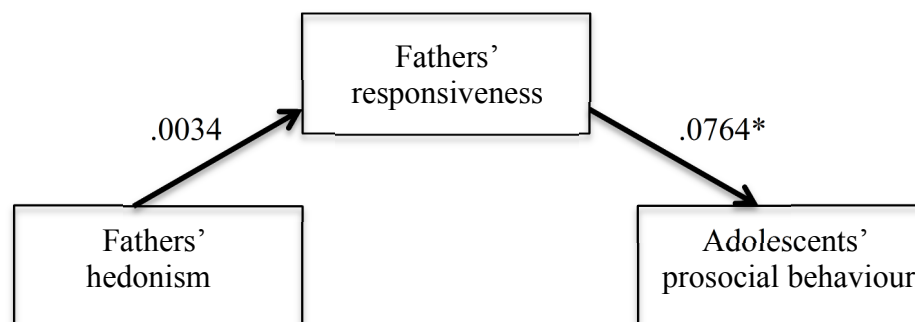 Fathers’
responsiveness
.0034
.0764*
Fathers’
hedonism
Adolescents’
prosocial behaviour